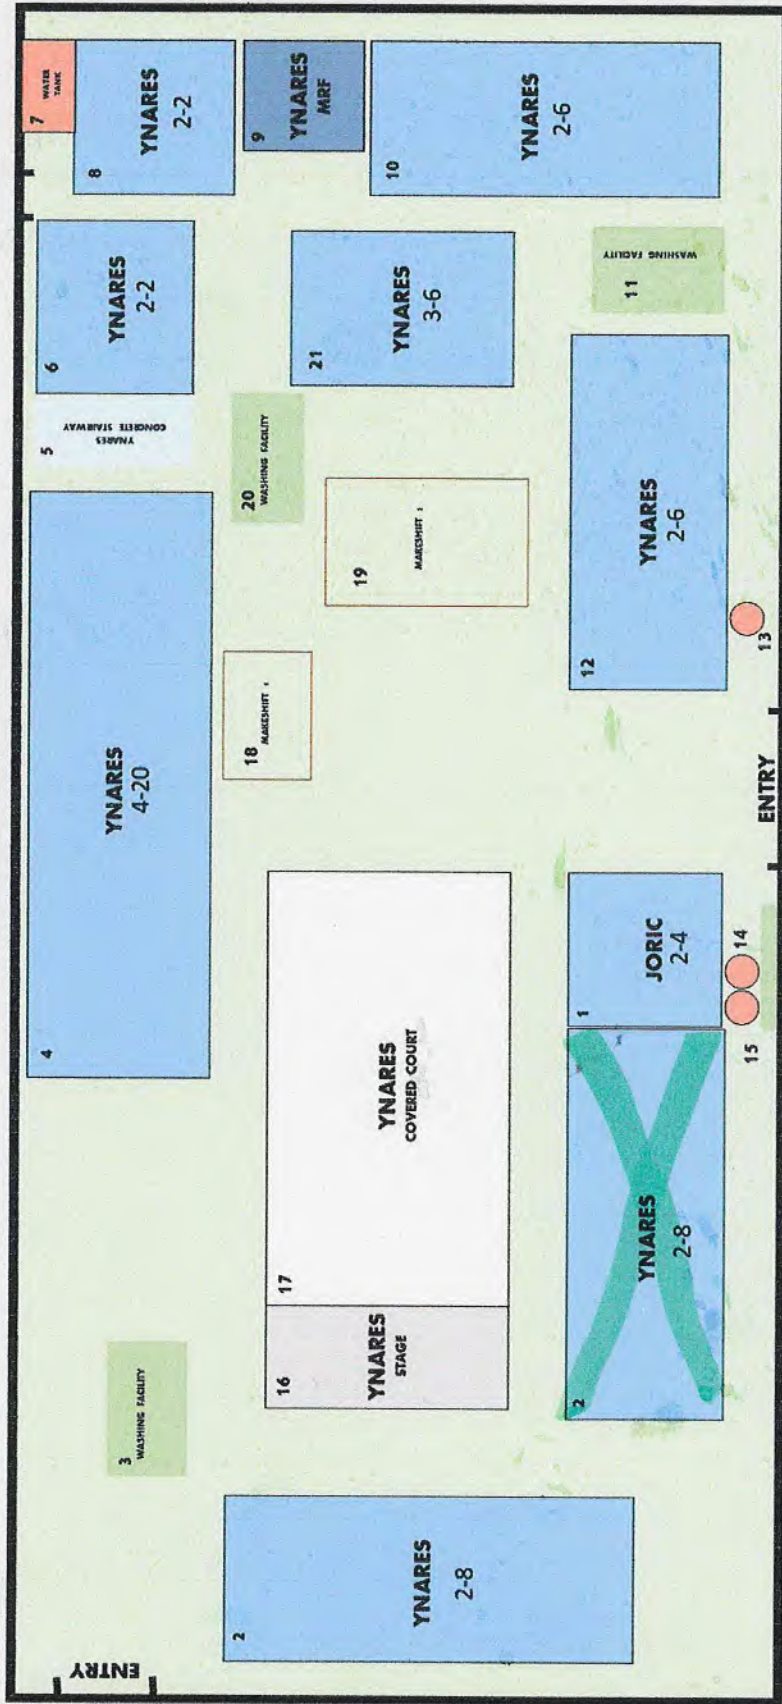 ENTRY
3
WASHING FACILITY
4
YNARES
4-20
5
YNARES
CONCRETE STAIRWAY
6
YNARES
2-2
7
WATER
TANK
8
YNARES
2-2
2
YNARES
2-8
16
YNARES
STAGE
17
YNARES
COVERED COURT
18
MAKESHIFT
19
MAKESHIFT
20
WASHING FACILITY
21
YNARES
3-6
9
YNARES
MRF
10
YNARES
2-6
2
YNARES
2-8
1
JORIC
2-4
12
YNARES
2-6
11
WASHING FACILITY
15
14
ENTRY
13